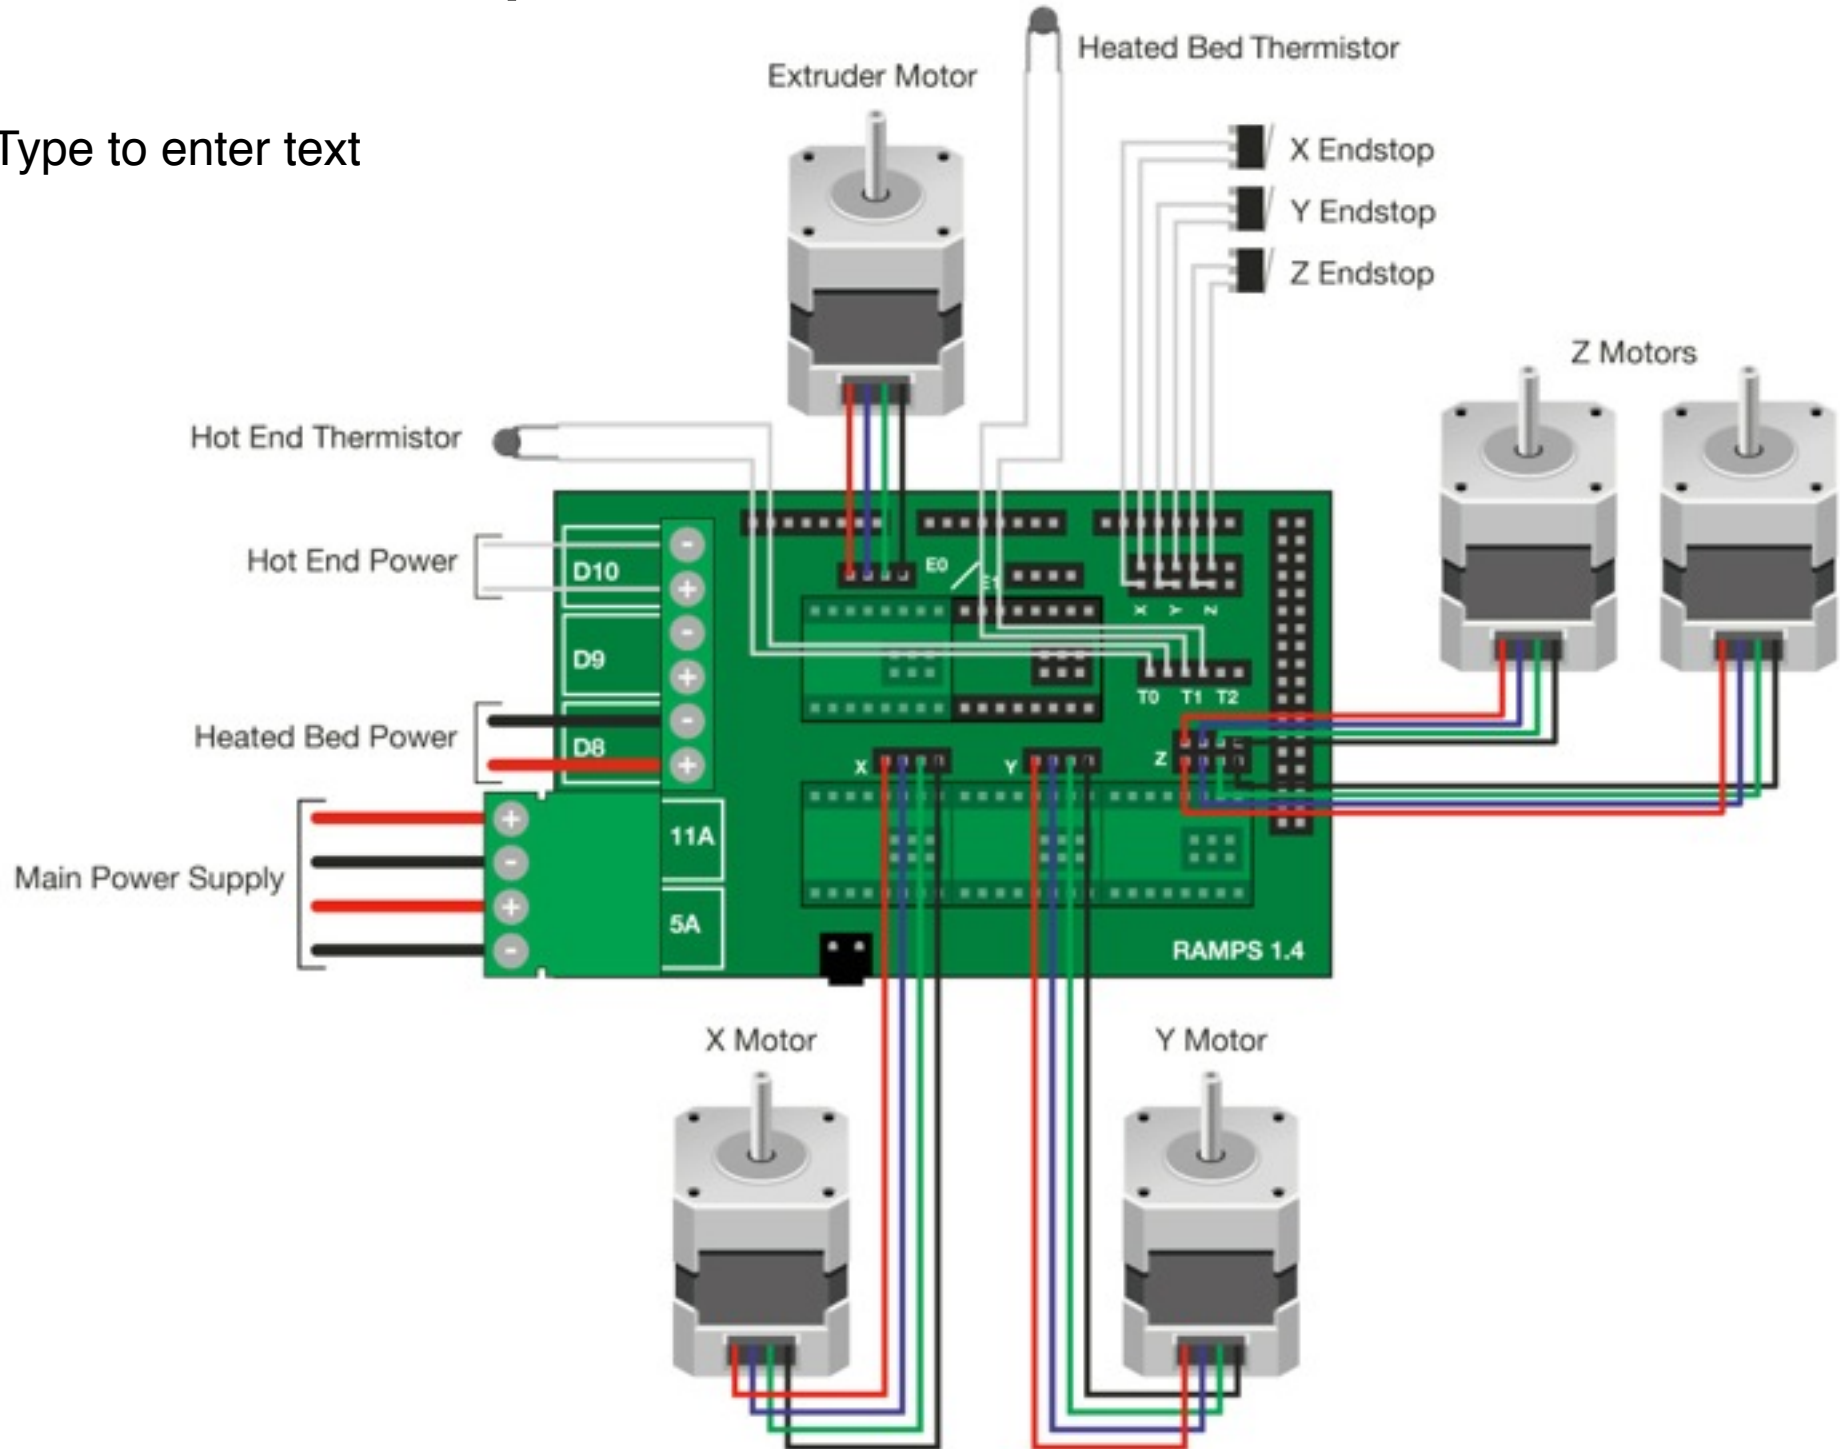 Heated Bed Thermistor
Extruder Motor
Type to enter text
X Endstop
Y Endstop
Z Endstop
Z Motors
Hot End Thermistor
Hot End Power
D10
E0
E1
X Y Z
D9
T0 T1 T2
Heated Bed Power
D8
X
Y
Z
11A
Main Power Supply
5A
RAMPS 1.4
X Motor
Y Motor